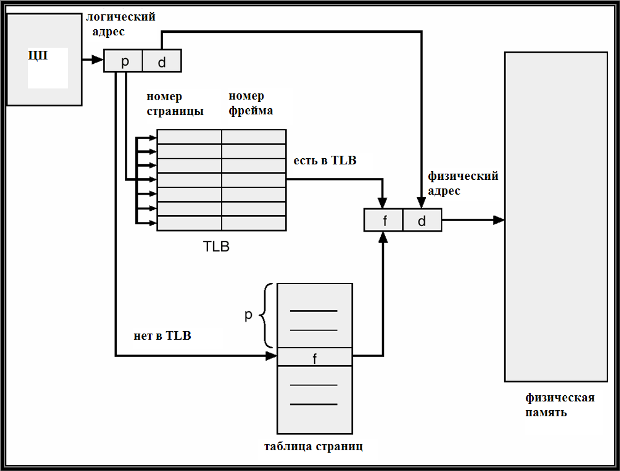 логический
адрес
ЦП
p d
номер
страницы
номер
фрейма
есть в TLB
физический
адрес
f d
TLB
p
нет в TLB
f
физическая
память
таблица страниц